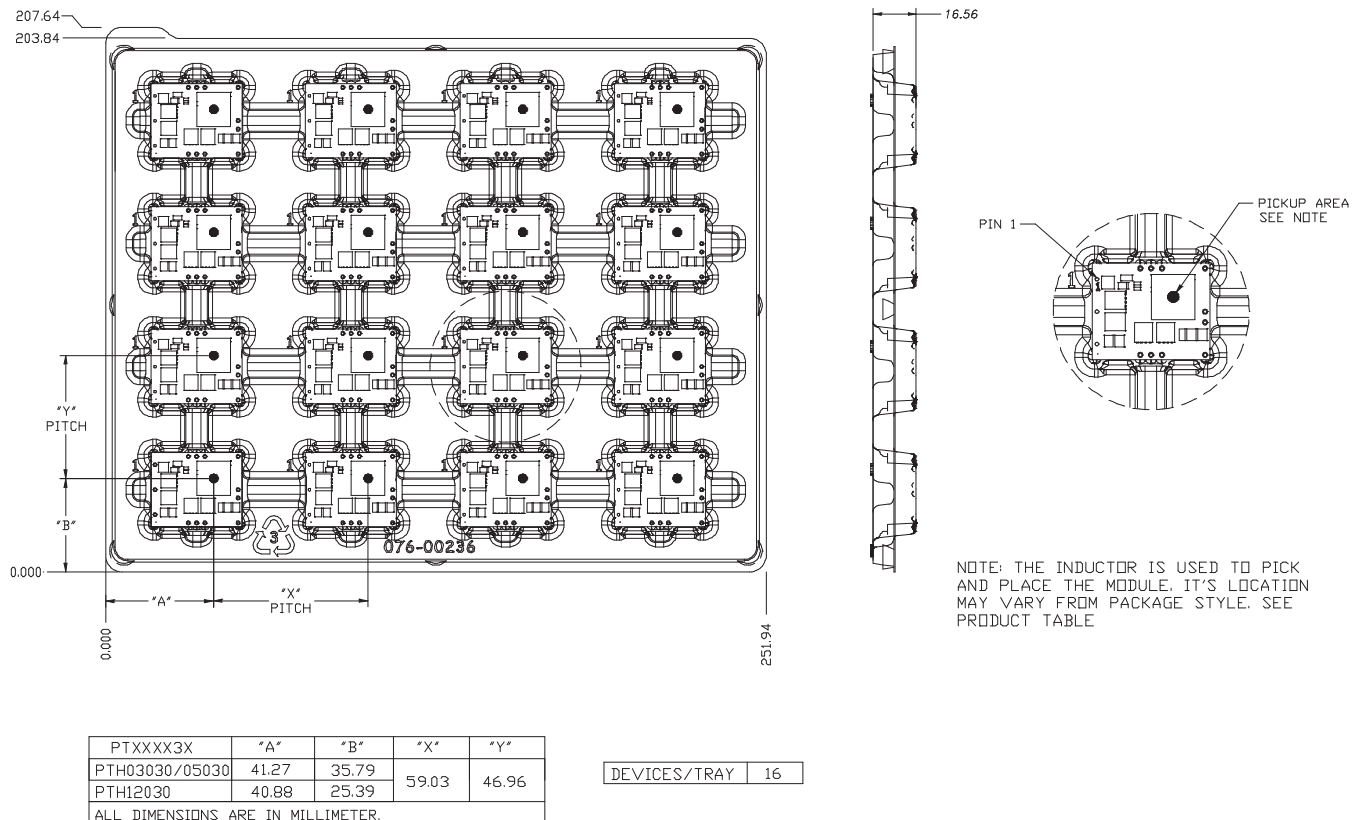 207.64
203.84
16.56
PIN 1
PICKUP AREA
SEE NOTE
"Y"
PITCH
"B"
3
076-00236
0.000
"A"
"X"
PITCH
0.000
251.94
NOTE: THE INDUCTOR IS USED TO PICK
AND PLACE THE MODULE. IT'S LOCATION
MAY VARY FROM PACKAGE STYLE. SEE
PRODUCT TABLE
PTXXXX3X "A" "B" "X" "Y"
PTH03030/05030 41.27 35.79 59.03 46.96
PTH12030 40.88 25.39
ALL DIMENSIONS ARE IN MILLIMETER.
DEVICES/TRAY 16